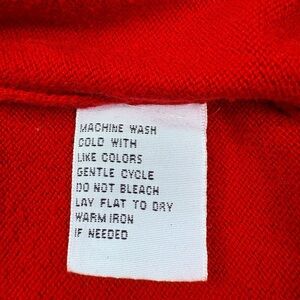 MACHINE WASH
COLD WITH
LIKE COLORS
GENTLE CYCLE
DO NOT BLEACH
LAY FLAT TO DRY
WARM IRON
IF NEEDED